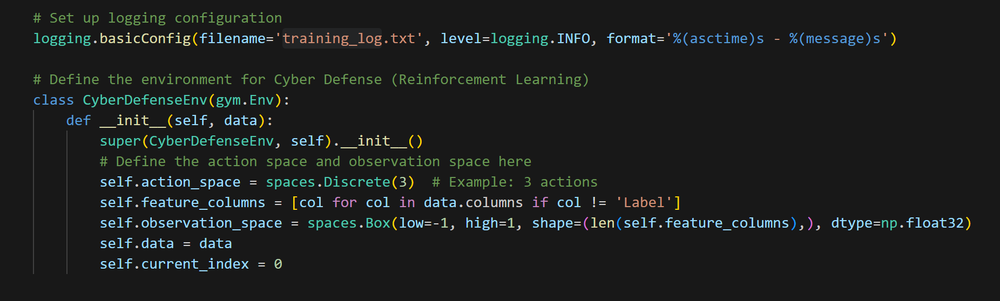 # Set up logging configuration
logging.basicConfig(filename='training_log.txt', level=logging.INFO, format='%(asctime)s - %(message)s')
# Define the environment for Cyber Defense (Reinforcement Learning)
class CyberDefenseEnv(gym.Env):
    def __init__(self, data):
        super(CyberDefenseEnv, self).__init__()
        # Define the action space and observation space here
        self.action_space = spaces.Discrete(3)  # Example: 3 actions
        self.feature_columns = [col for col in data.columns if col != 'Label']
        self.observation_space = spaces.Box(low=-1, high=1, shape=(len(self.feature_columns),), dtype=np.float32)
        self.data = data
        self.current_index = 0